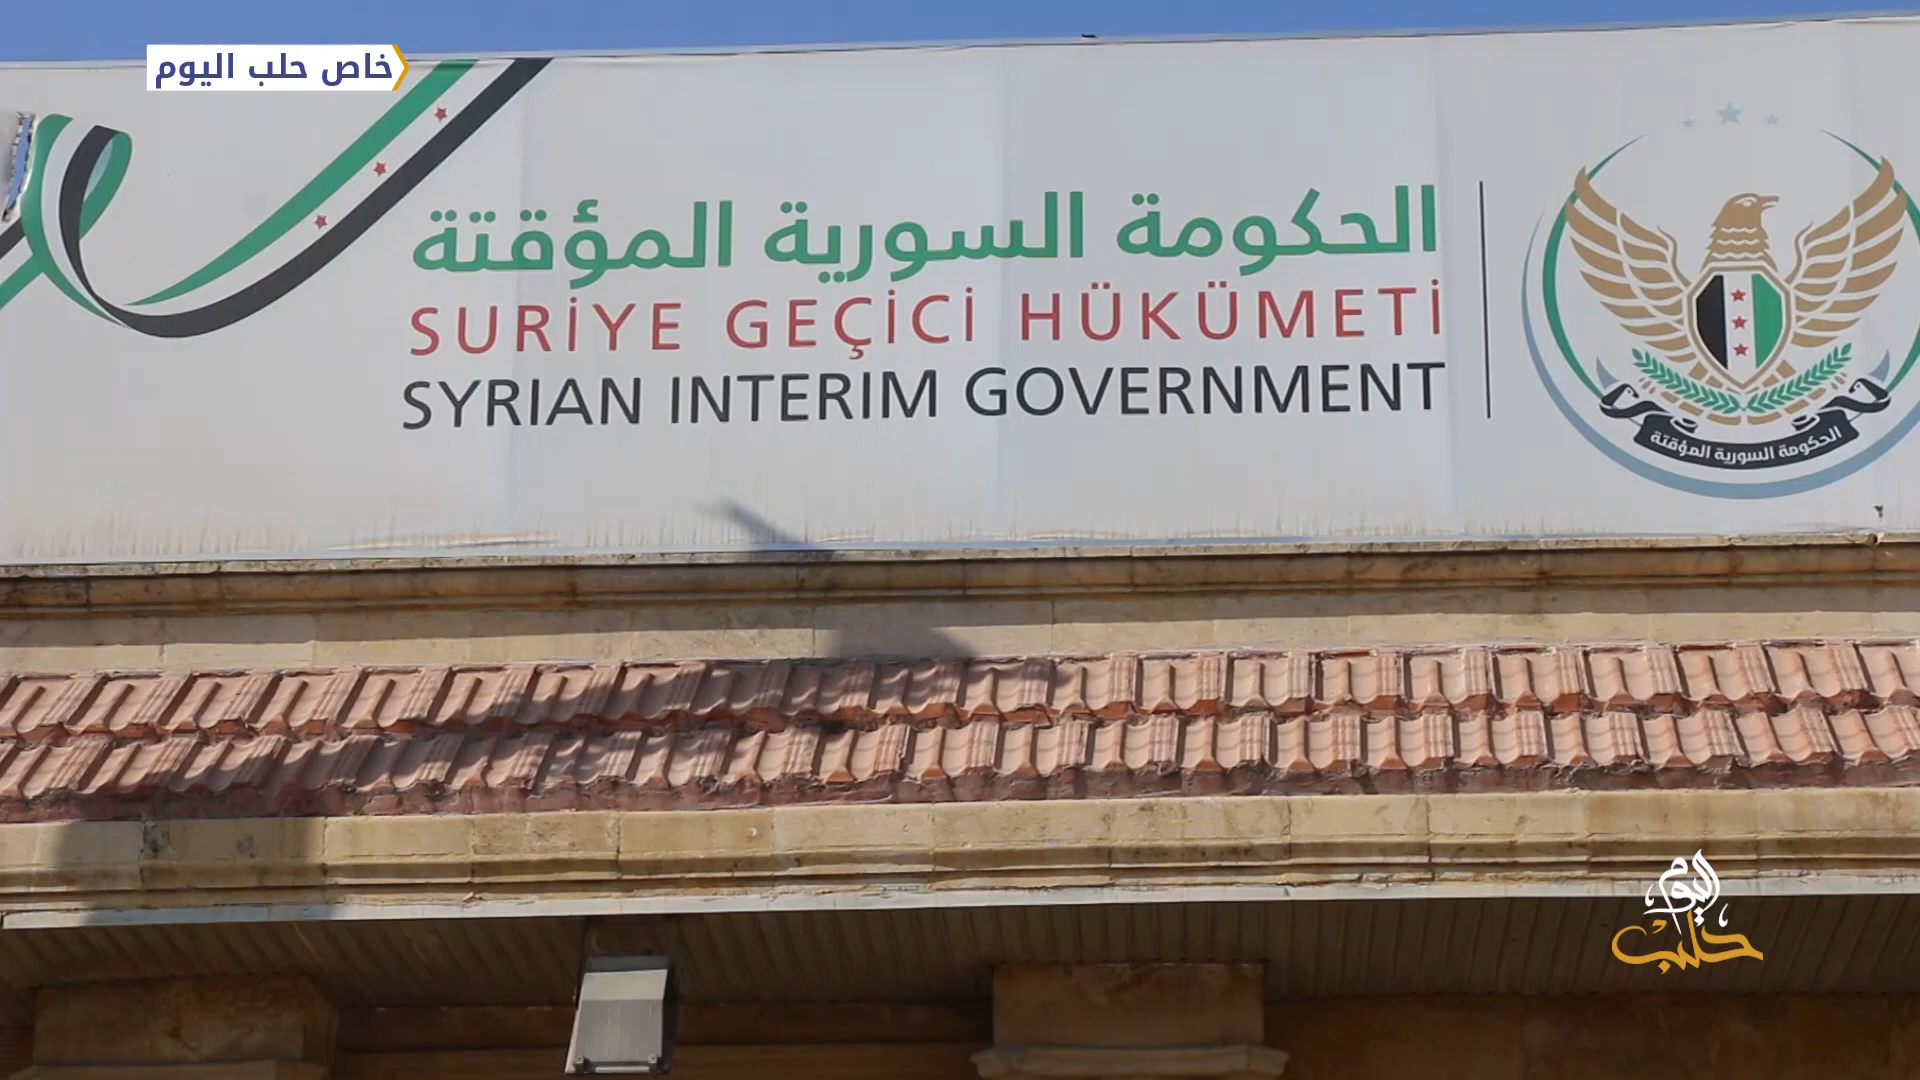 خاص حلب اليوم
الحكومة السورية المؤقتة
SURİYE GEÇİCİ HÜKÜMETİ
SYRIAN INTERIM GOVERNMENT
الحكومة السورية المؤقتة
حلب اليوم